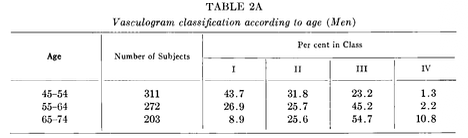 TABLE 2A
Vasculogram classification according to age (Men)
Age Number of Subjects Per cent in Class
I II III IV
45–54 311 43.7 31.8 23.2 1.3
55–64 272 26.9 25.7 45.2 2.2
65–74 203 8.9 25.6 54.7 10.8